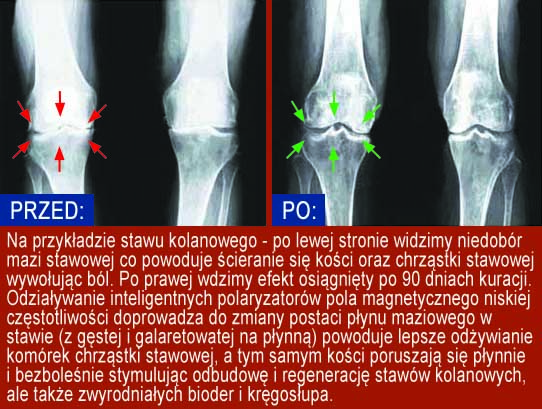 PRZED:
PO:
Na przykładzie stawu kolanowego - po lewej stronie widzimy niedobór
mazi stawowej co powoduje ścieranie się kości oraz chrząstki stawowej
wywołując ból. Po prawej wdzimy efekt osiągnięty po 90 dniach kuracji.
Odziaływanie inteligentnych polaryzatorów pola magnetycznego niskiej
częstotliwości doprowadza do zmiany postaci płynu maziowego w
stawie (z gęstej i galaretowatej na płynną) powoduje lepsze odżywianie
komórek chrząstki stawowej, a tym samym kości poruszają się płynnie
i bezboleśnie stymulując odbudowę i regenerację stawów kolanowych,
ale także zwyrodniałych bioder i kręgosłupa.